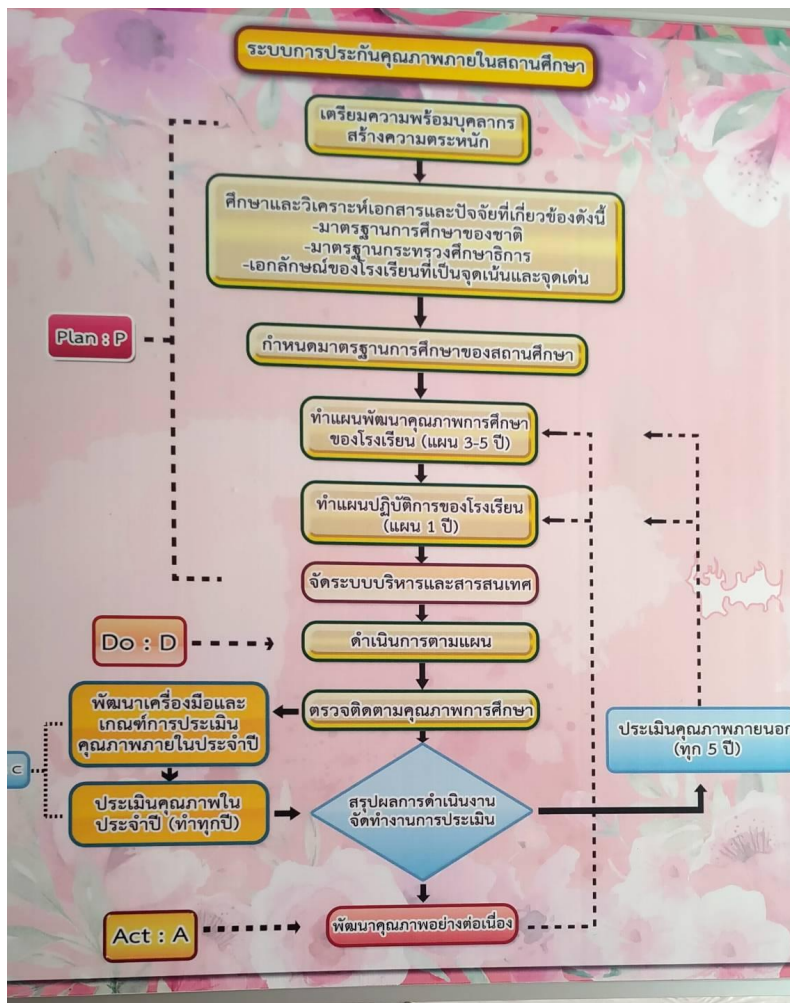 ระบบการประกันคุณภาพภายในสถานศึกษา
เตรียมความพร้อมบุคลากร
สร้างความตระหนัก
ศึกษาและวิเคราะห์เอกสารและปัจจัยที่เกี่ยวข้องดังนี้
-มาตรฐานการศึกษาของชาติ
-มาตรฐานกระทรวงศึกษาธิการ
-เอกลักษณ์ของโรงเรียนที่เป็นจุดเน้นและจุดเด่น
Plan : P
กำหนดมาตรฐานการศึกษาของสถานศึกษา
ทำแผนพัฒนาคุณภาพการศึกษา
ของโรงเรียน (แผน 3-5 ปี)
ทำแผนปฏิบัติการของโรงเรียน
(แผน 1 ปี)
จัดระบบบริหารและสารสนเทศ
Do : D
ดำเนินการตามแผน
ตรวจติดตามคุณภาพการศึกษา
พัฒนาเครื่องมือและ
เกณฑ์การประเมิน
คุณภาพภายในประจำปี
C
ประเมินคุณภาพใน
ประจำปี (ทำทุกปี)
สรุปผลการดำเนินงาน
จัดทำงานการประเมิน
ประเมินคุณภาพภายนอก
(ทุก 5 ปี)
Act : A
พัฒนาคุณภาพอย่างต่อเนื่อง